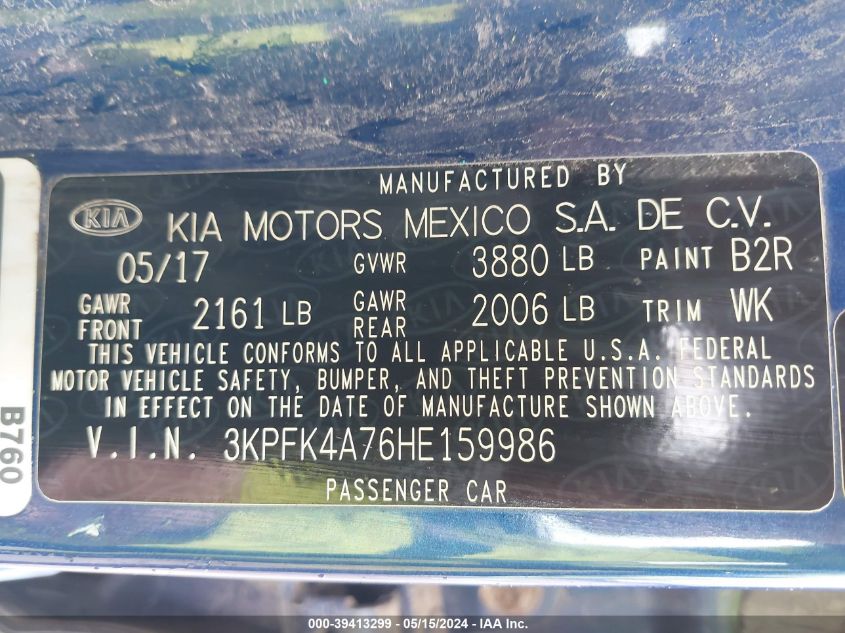 MANUFACTURED BY
KIA KIA MOTORS MEXICO S.A. DE C.V.
05/17 GVWR 3880 LB PAINT B2R
GAWR FRONT 2161 LB GAWR REAR 2006 LB TRIM WK
THIS VEHICLE CONFORMS TO ALL APPLICABLE U.S.A. FEDERAL
MOTOR VEHICLE SAFETY, BUMPER, AND THEFT PREVENTION STANDARDS
IN EFFECT ON THE DATE OF MANUFACTURE SHOWN ABOVE.
V.I.N. 3KPFK4A76HE159986
PASSENGER CAR
B760
000-39413299 - 05/15/2024 - IAA Inc.